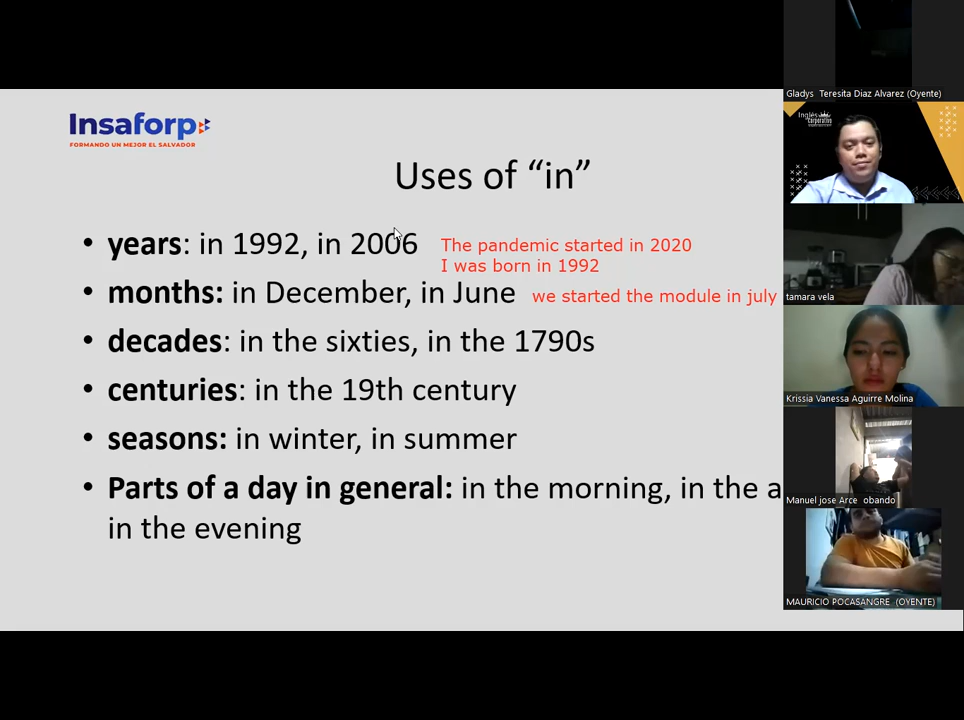 Insaforp
FORMANDO UN MEJOR EL SALVADOR
Uses of “in”
• years: in 1992, in 2006
The pandemic started in 2020
I was born in 1992
• months: in December, in June
we started the module in july
• decades: in the sixties, in the 1790s
• centuries: in the 19th century
• seasons: in winter, in summer
• Parts of a day in general: in the morning, in the a
in the evening
Gladys Teresita Diaz Alvarez (Oyente)
Inglés
corporativo
tamara vela
Krissia Vanessa Aguirre Molina
Manuel jose Arce obando
MAURICIO POCASANGRE (OYENTE)